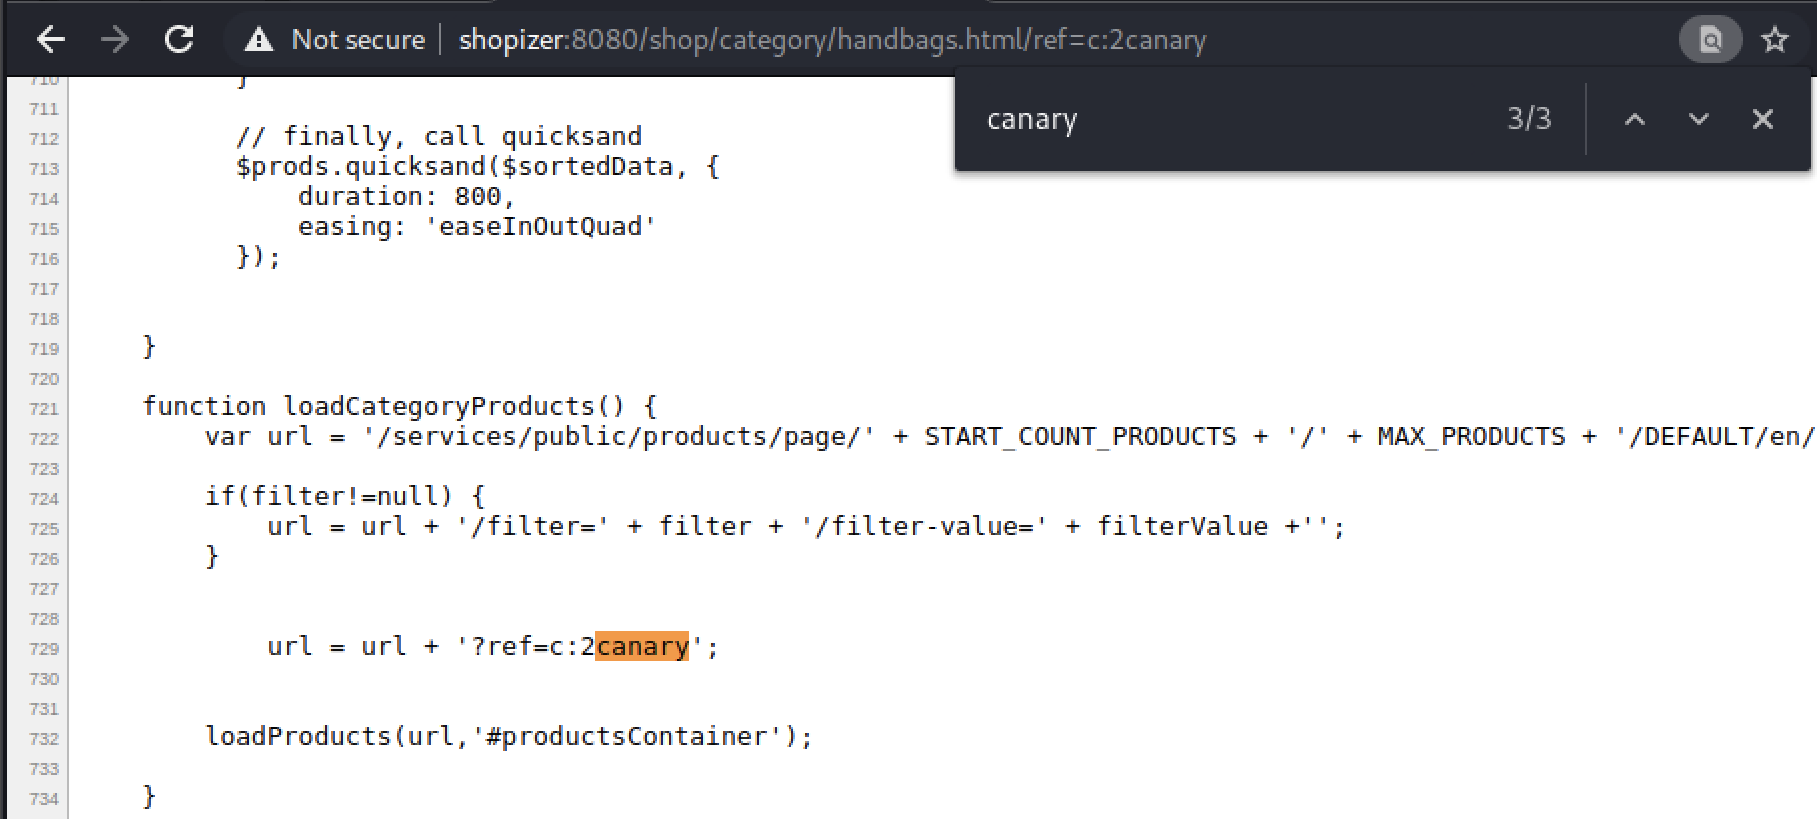 Not secure shopizer:8080/shop/category/handbags.html/ref=c:2canary
canary 3/3
710 }
711
712 // finally, call quicksand
713 $prods.quicksand($sortedData, {
714 duration: 800,
715 easing: 'easeInOutQuad'
716 });
717
718
719 }
720
721 function loadCategoryProducts() {
722 var url = '/services/public/products/page/' + START_COUNT_PRODUCTS + '/' + MAX_PRODUCTS + '/DEFAULT/en/
723
724 if(filter!=null) {
725 url = url + '/filter=' + filter + '/filter-value=' + filterValue +'';
726 }
727
728
729 url = url + '?ref=c:2canary';
730
731
732 loadProducts(url,'#productsContainer');
733
734 }